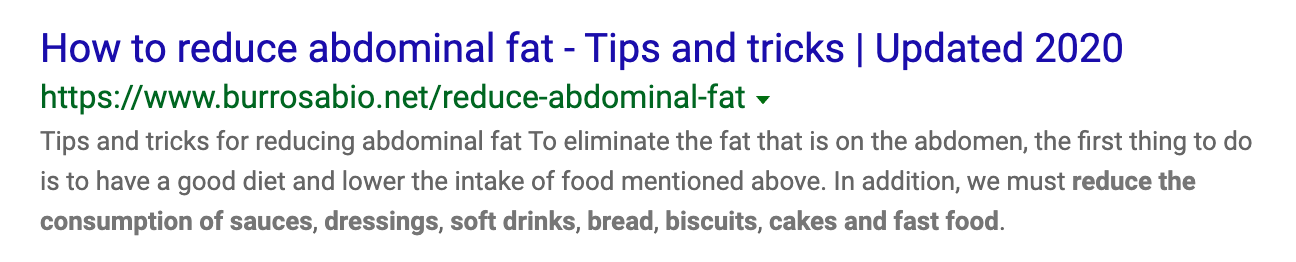 How to reduce abdominal fat - Tips and tricks | Updated 2020
https://www.burrosabio.net/reduce-abdominal-fat
Tips and tricks for reducing abdominal fat To eliminate the fat that is on the abdomen, the first thing to do
is to have a good diet and lower the intake of food mentioned above. In addition, we must reduce the
consumption of sauces, dressings, soft drinks, bread, biscuits, cakes and fast food.